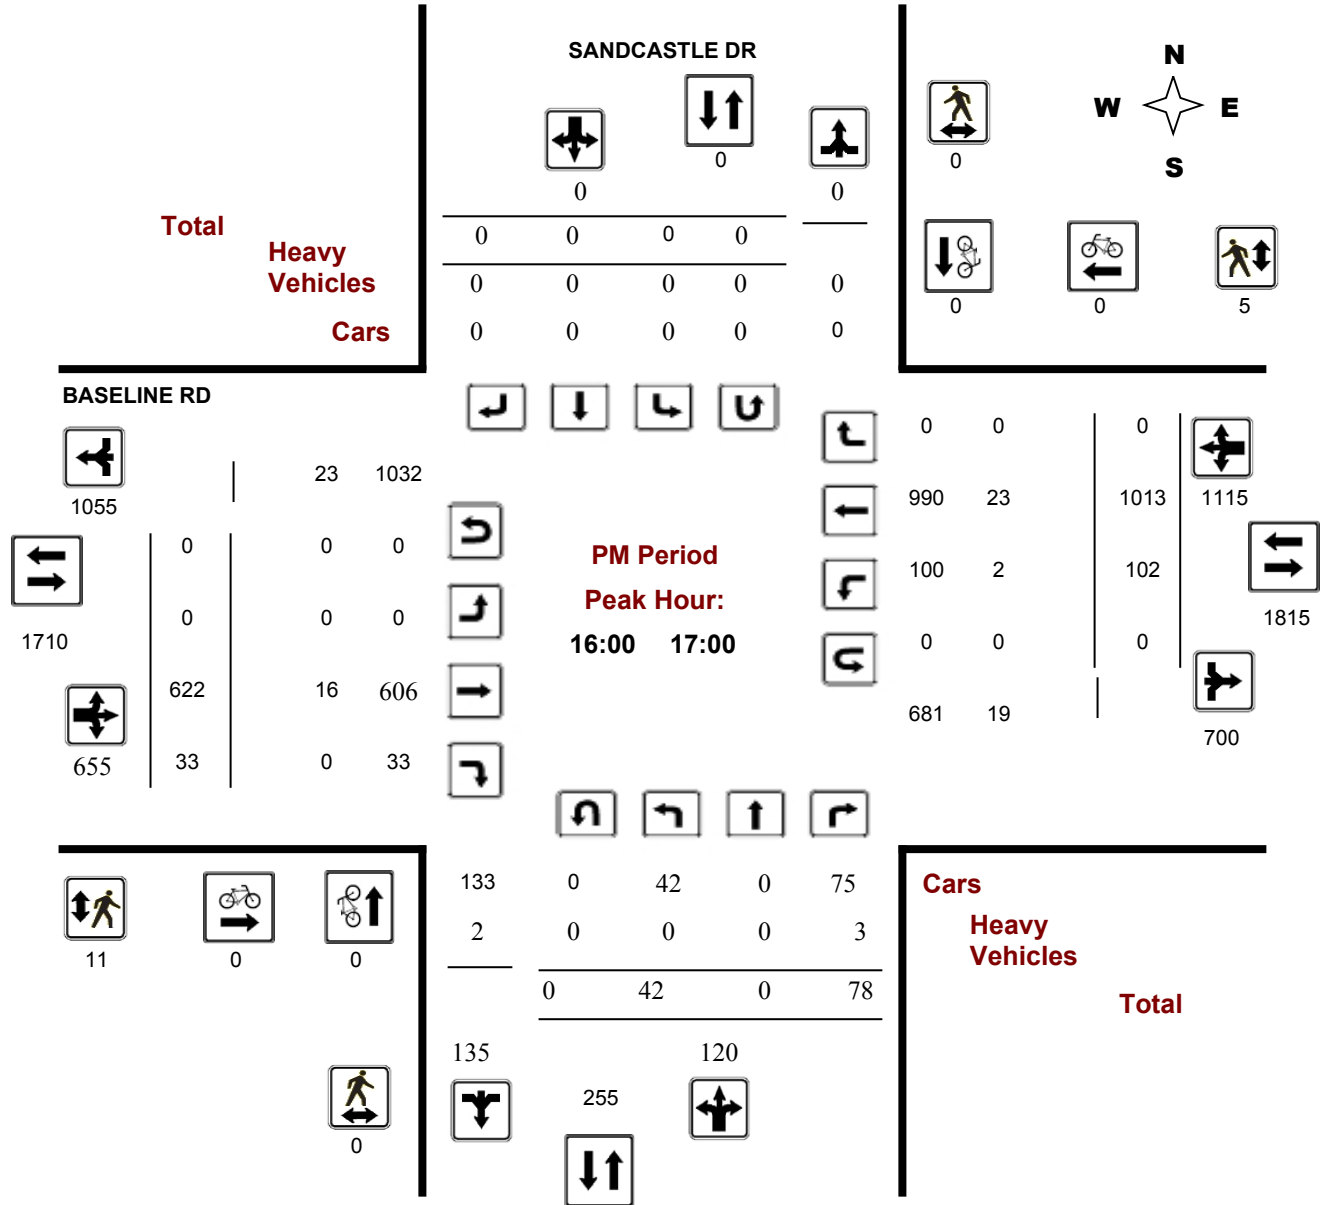 SANDCASTLE DR
N
W E
S
0
0
0 0
Total
0 0 0 0
Heavy
Vehicles
0 0 0 0 0
0 0 5
Cars
0 0 0 0 0
BASELINE RD
0 0 0
23 1032
1055
990 23 1013 1115
0 0 0
PM Period
100 2 102
Peak Hour:
0 0 0
1815
1710
16:00 17:00
0 0 0
622 16 606
681 19
700
655 33 0 33
133 0 42 0 75
Cars
2 0 0 0 3
Heavy
Vehicles
11 0 0
0 42 0 78
Total
135 120
255
0